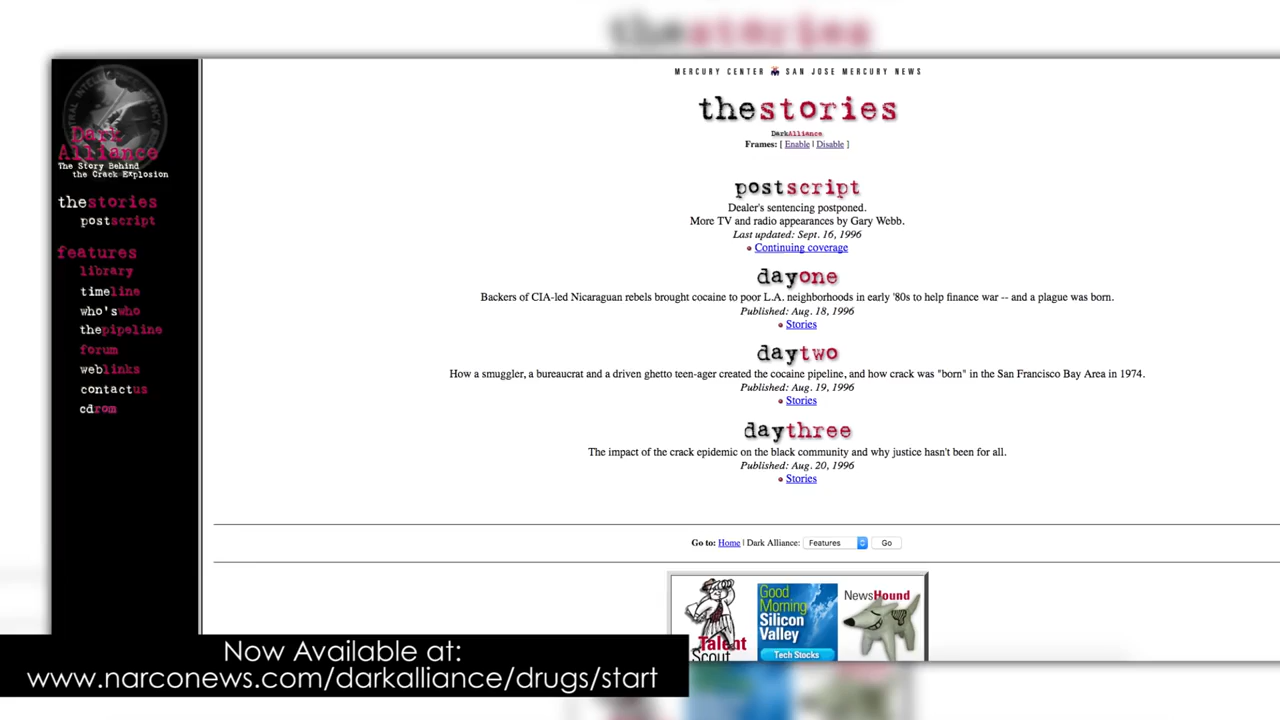 thestories
MERCURY CENTER SAN JOSE MERCURY NEWS
thestories
DarkAlliance
Frames: [ Enable | Disable ]
postscript
Dealer's sentencing postponed.
More TV and radio appearances by Gary Webb.
Last updated: Sept. 16, 1996
Continuing coverage
dayone
Backers of CIA-led Nicaraguan rebels brought cocaine to poor L.A. neighborhoods in early '80s to help finance war -- and a plague was born.
Published: Aug. 18, 1996
Stories
daytwo
How a smuggler, a bureaucrat and a driven ghetto teen-ager created the cocaine pipeline, and how crack was "born" in the San Francisco Bay Area in 1974.
Published: Aug. 19, 1996
Stories
daythree
The impact of the crack epidemic on the black community and why justice hasn't been for all.
Published: Aug. 20, 1996
Stories
Go to: Home | Dark Alliance: Features Go
Talent
Scout
Good
Morning
Silicon
Valley
Tech Stocks
NewsHound
Dark
Alliance
The Story Behind
the Crack Explosion
thestories
postscript
features
library
timeline
who'swho
thepipeline
forum
weblinks
contactus
cdrom
Now Available at:
www.narconews.com/darkalliance/drugs/start